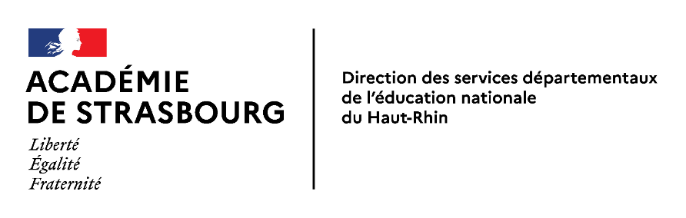 ACADÉMIE
DE STRASBOURG
Liberté
Égalité
Fraternité
Direction des services départementaux
de l'éducation nationale
du Haut-Rhin